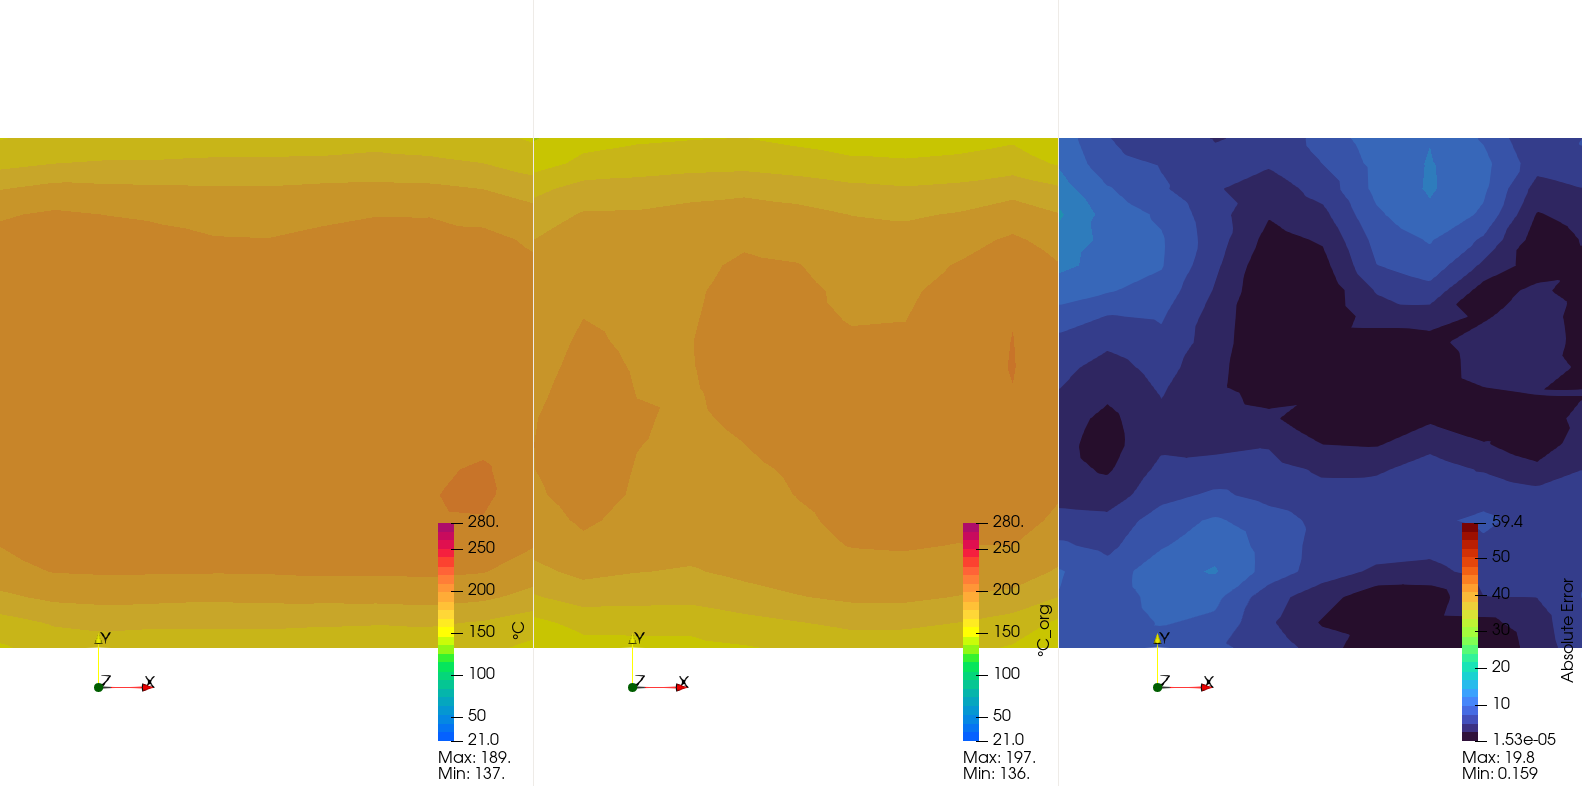 280.
250
200
150
100
50
21.0
°C
Max: 189.
Min: 137.
Y
Z
X
280.
250
200
150
100
50
21.0
°C_org
Max: 197.
Min: 136.
Y
Z
X
59.4
50
40
30
20
10
1.53e-05
Absolute Error
Max: 19.8
Min: 0.159
Y
Z
X